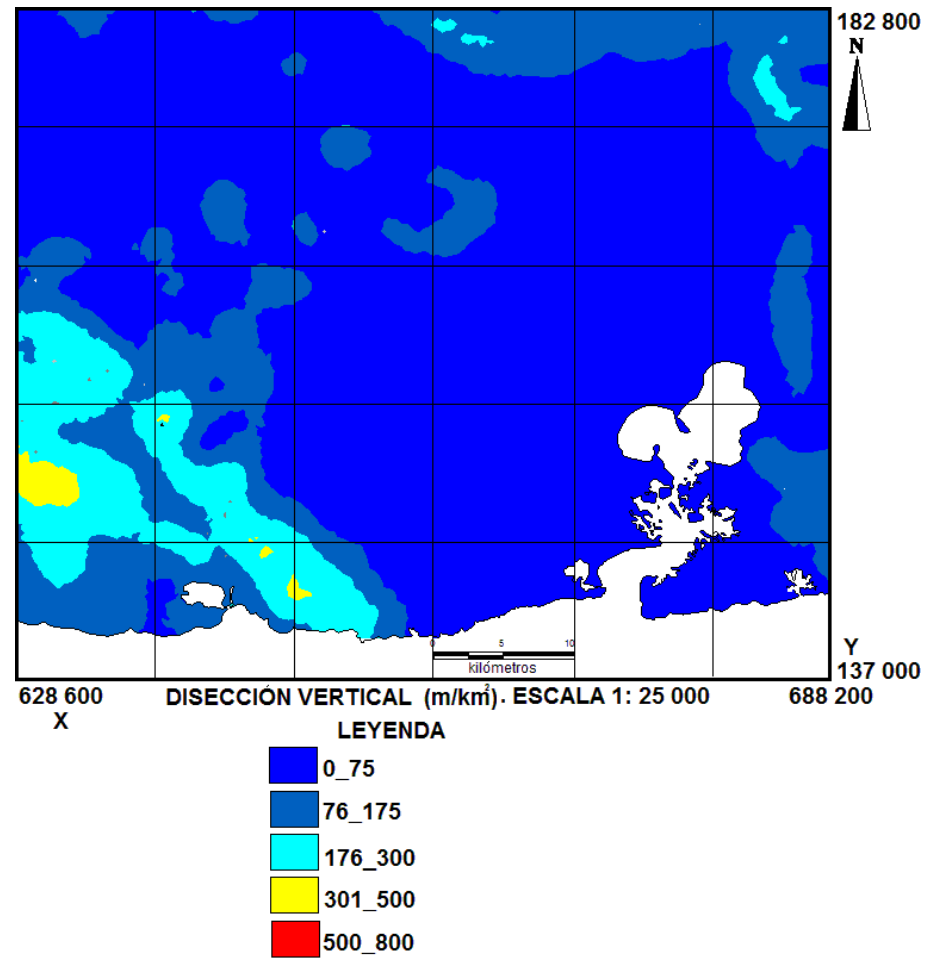 182 800
N
0 5 10
kilómetros
Y
137 000
628 600 DISECCIÓN VERTICAL (m/km²). ESCALA 1: 25 000 688 200
X
LEYENDA
0_75
76_175
176_300
301_500
500_800